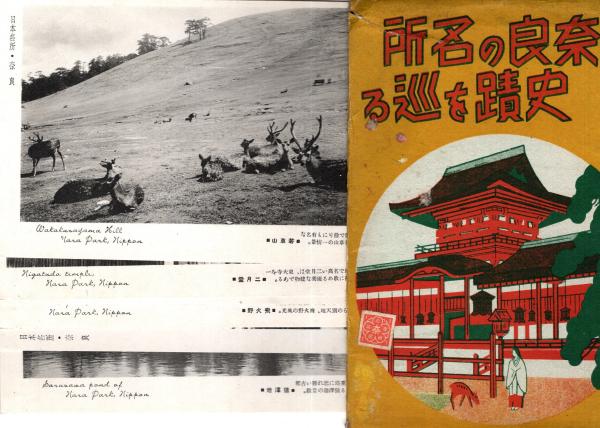 奈良の名所
史蹟を巡る
日本名所・奈良
Wakakusayama Hill
Nara Park, Nippon
■若草山■
Nigatsudo temple.
Nara Park, Nippon
■二月堂■
Nara Park, Nippon
■飛火野■
日本名所・奈良
Sarusawa pond of
Nara Park, Nippon
■猿澤池■